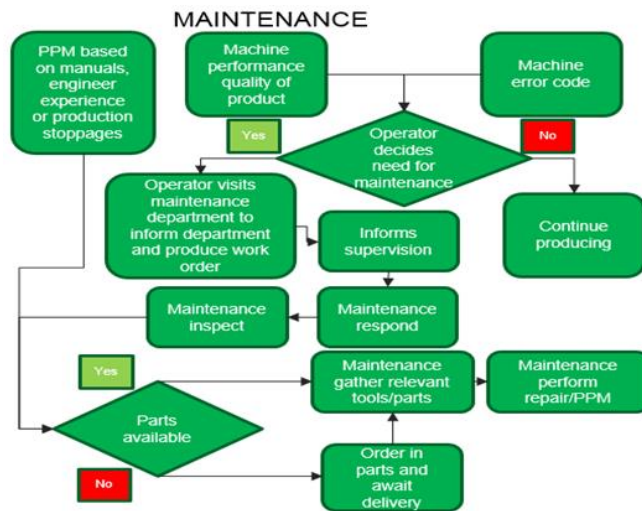 MAINTENANCE
PPM based
on manuals,
engineer
experience
or production
stoppages
Machine
performance
quality of
product
Machine
error code
Yes
Operator
decides
need for
maintenance
No
Operator visits
maintenance
department to
inform department
and produce work
order
Informs
supervision
Continue
producing
Maintenance
inspect
Maintenance
respond
Yes
Parts
available
Maintenance
gather relevant
tools/parts
Maintenance
perform
repair/PPM
No
Order in
parts and
await
delivery